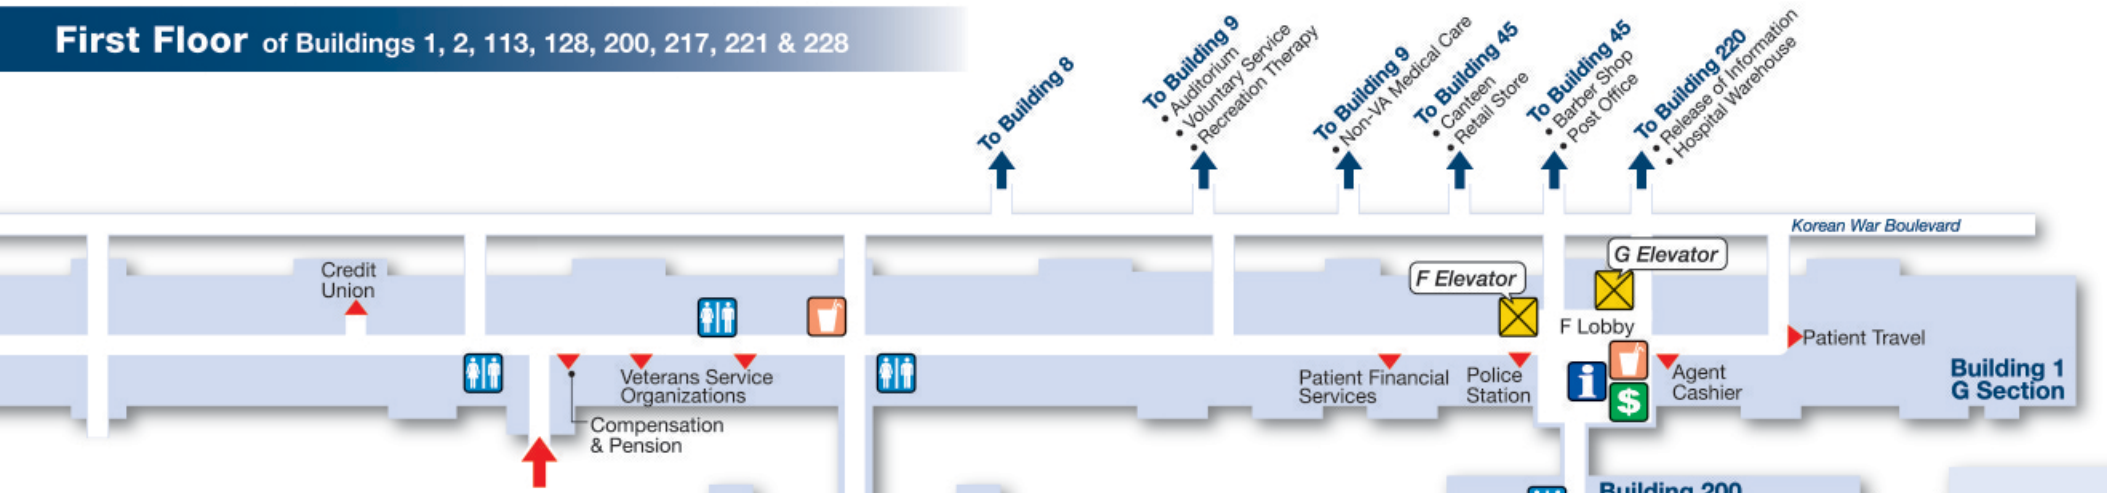 First Floor of Buildings 1, 2, 113, 128, 200, 217, 221 & 228
To Building 8
To Building 9
• Auditorium
• Voluntary Service
• Recreation Therapy
To Building 9
• Non-VA Medical Care
To Building 45
• Canteen
• Retail Store
To Building 45
• Barber Shop
• Post Office
To Building 220
• Release of Information
• Hospital Warehouse
Korean War Boulevard
G Elevator
F Elevator
Credit
Union
F Lobby
Patient Travel
Veterans Service
Organizations
Compensation
& Pension
Patient Financial
Services
Police
Station
i
$
Agent
Cashier
Building 1
G Section
Building 200